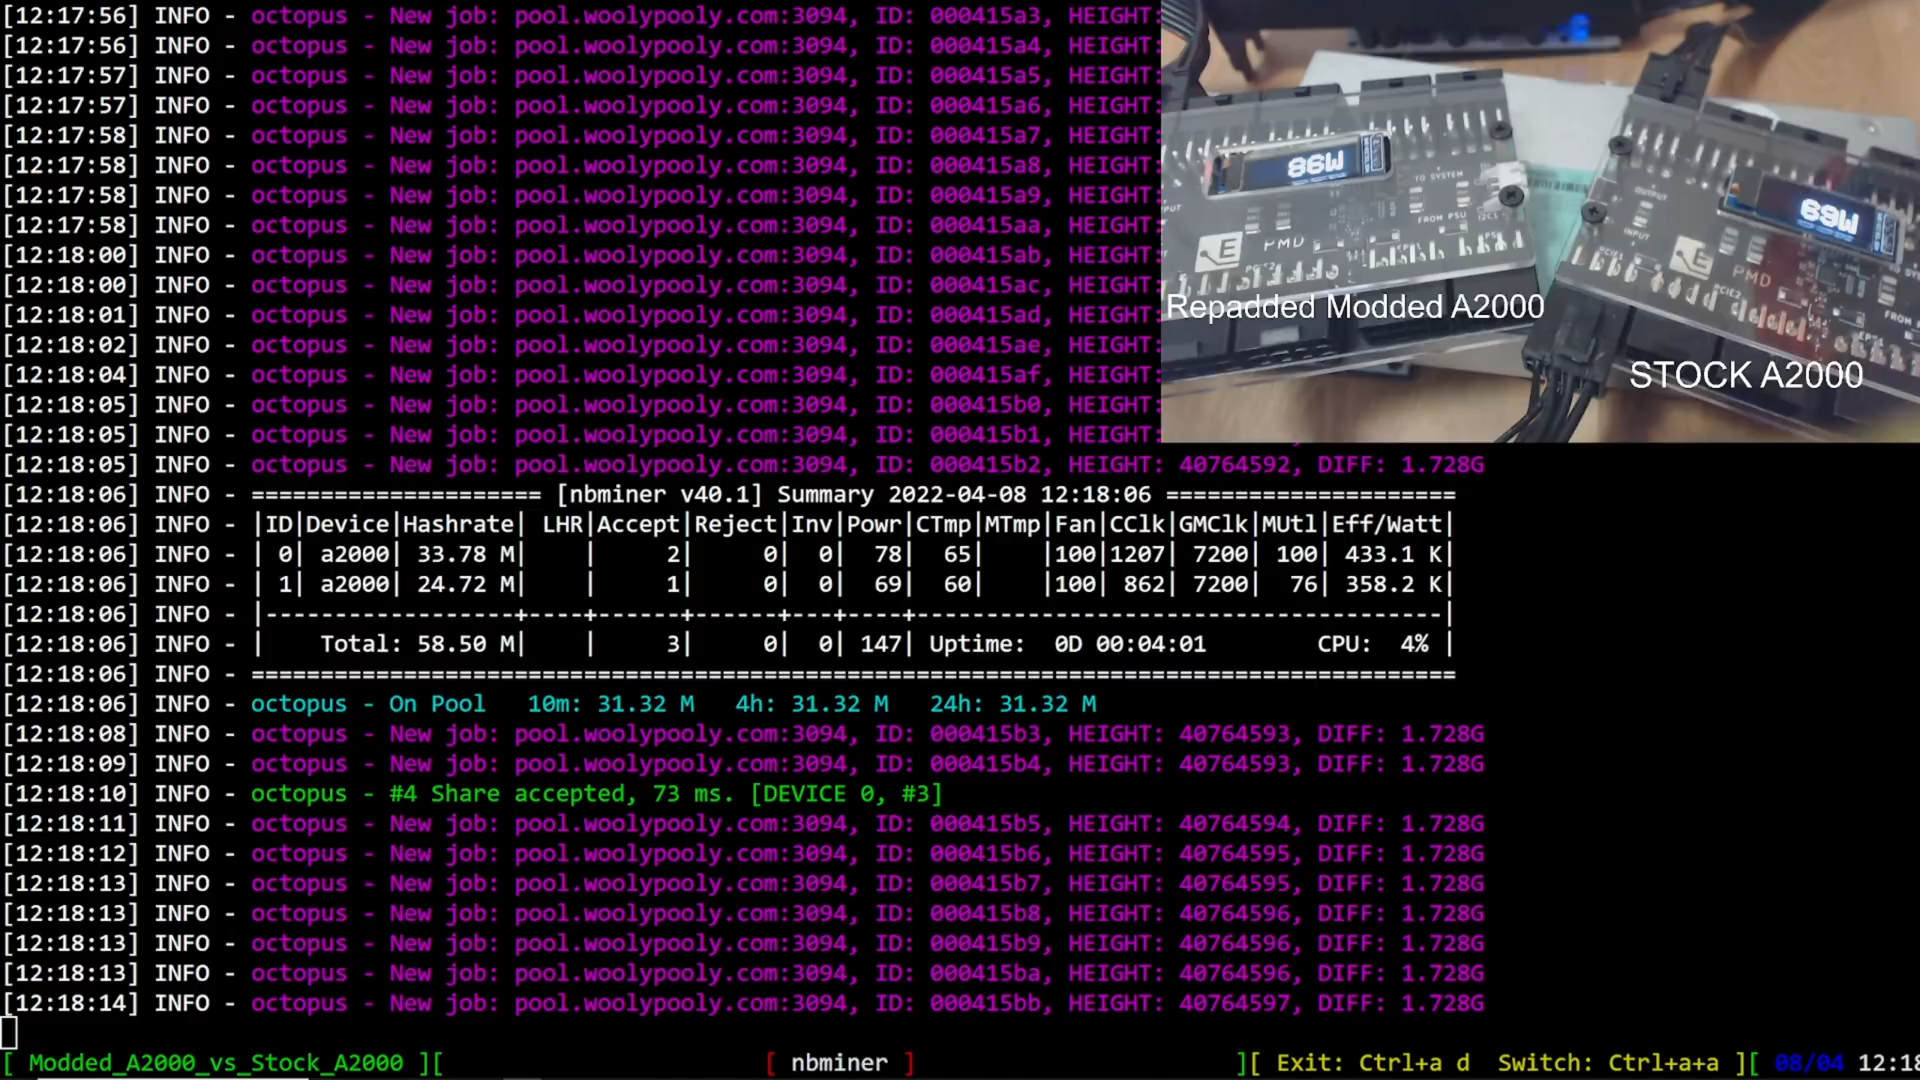 [12:17:56] INFO - octopus - New job: pool.woolypooly.com:3094, ID: 000415a3, HEIGHT:
[12:17:56] INFO - octopus - New job: pool.woolypooly.com:3094, ID: 000415a4, HEIGHT:
[12:17:57] INFO - octopus - New job: pool.woolypooly.com:3094, ID: 000415a5, HEIGHT:
[12:17:57] INFO - octopus - New job: pool.woolypooly.com:3094, ID: 000415a6, HEIGHT:
[12:17:58] INFO - octopus - New job: pool.woolypooly.com:3094, ID: 000415a7, HEIGHT:
[12:17:58] INFO - octopus - New job: pool.woolypooly.com:3094, ID: 000415a8, HEIGHT:
[12:17:58] INFO - octopus - New job: pool.woolypooly.com:3094, ID: 000415a9, HEIGHT:
[12:17:58] INFO - octopus - New job: pool.woolypooly.com:3094, ID: 000415aa, HEIGHT:
[12:18:00] INFO - octopus - New job: pool.woolypooly.com:3094, ID: 000415ab, HEIGHT:
[12:18:00] INFO - octopus - New job: pool.woolypooly.com:3094, ID: 000415ac, HEIGHT:
[12:18:01] INFO - octopus - New job: pool.woolypooly.com:3094, ID: 000415ad, HEIGHT:
[12:18:02] INFO - octopus - New job: pool.woolypooly.com:3094, ID: 000415ae, HEIGHT:
[12:18:04] INFO - octopus - New job: pool.woolypooly.com:3094, ID: 000415af, HEIGHT:
[12:18:05] INFO - octopus - New job: pool.woolypooly.com:3094, ID: 000415b0, HEIGHT:
[12:18:05] INFO - octopus - New job: pool.woolypooly.com:3094, ID: 000415b1, HEIGHT:
[12:18:05] INFO - octopus - New job: pool.woolypooly.com:3094, ID: 000415b2, HEIGHT: 40764592, DIFF: 1.728G
[12:18:06] INFO - ===================== [nbminer v40.1] Summary 2022-04-08 12:18:06 =====================
[12:18:06] INFO - |ID|Device|Hashrate| LHR|Accept|Reject|Inv|Powr|CTmp|MTmp|Fan|CClk|GMClk|MUtl|Eff/Watt|
[12:18:06] INFO - | 0| a2000| 33.78 M|    |     2|     0|  0|  78|  65|    |100|1207| 7200| 100| 433.1 K|
[12:18:06] INFO - | 1| a2000| 24.72 M|    |     1|     0|  0|  69|  60|    |100| 862| 7200|  76| 358.2 K|
[12:18:06] INFO - |------------------+----+------+------+---+----+--------------------------------------|
[12:18:06] INFO - |    Total: 58.50 M|    |     3|     0|  0| 147| Uptime:  0D 00:04:01        CPU:  4% |
[12:18:06] INFO - =======================================================================================
[12:18:06] INFO - octopus - On Pool   10m: 31.32 M   4h: 31.32 M   24h: 31.32 M
[12:18:08] INFO - octopus - New job: pool.woolypooly.com:3094, ID: 000415b3, HEIGHT: 40764593, DIFF: 1.728G
[12:18:09] INFO - octopus - New job: pool.woolypooly.com:3094, ID: 000415b4, HEIGHT: 40764593, DIFF: 1.728G
[12:18:10] INFO - octopus - #4 Share accepted, 73 ms. [DEVICE 0, #3]
[12:18:11] INFO - octopus - New job: pool.woolypooly.com:3094, ID: 000415b5, HEIGHT: 40764594, DIFF: 1.728G
[12:18:12] INFO - octopus - New job: pool.woolypooly.com:3094, ID: 000415b6, HEIGHT: 40764595, DIFF: 1.728G
[12:18:13] INFO - octopus - New job: pool.woolypooly.com:3094, ID: 000415b7, HEIGHT: 40764595, DIFF: 1.728G
[12:18:13] INFO - octopus - New job: pool.woolypooly.com:3094, ID: 000415b8, HEIGHT: 40764596, DIFF: 1.728G
[12:18:13] INFO - octopus - New job: pool.woolypooly.com:3094, ID: 000415b9, HEIGHT: 40764596, DIFF: 1.728G
[12:18:13] INFO - octopus - New job: pool.woolypooly.com:3094, ID: 000415ba, HEIGHT: 40764596, DIFF: 1.728G
[12:18:14] INFO - octopus - New job: pool.woolypooly.com:3094, ID: 000415bb, HEIGHT: 40764597, DIFF: 1.728G
[ Modded_A2000_vs_Stock_A2000 ][ [ nbminer ] ][ Exit: Ctrl+a d  Switch: Ctrl+a+a ][ 08/04 12:18
TO SYSTEM
FROM PSU
I2C1
E PMD
Repadded Modded A2000
OUTPUT
INPUT
PCIE1
PMD
PCIE2
STOCK A2000